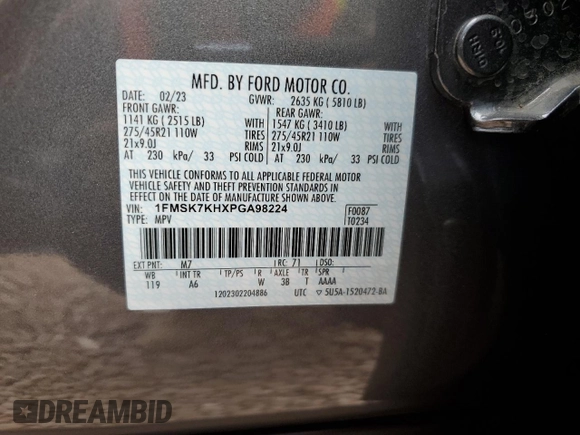 MFD. BY FORD MOTOR CO.
DATE: 02/23 GVWR: 2635 KG ( 5810 LB)
FRONT GAWR: REAR GAWR:
1141 KG ( 2515 LB) 1547 KG ( 3410 LB)
275/45R21 110W TIRES 275/45R21 110W TIRES
21x9.0J RIMS 21x9.0J RIMS
AT 230 kPa/ 33 PSI COLD AT 230 kPa/ 33 PSI COLD
THIS VEHICLE CONFORMS TO ALL APPLICABLE FEDERAL MOTOR
VEHICLE SAFETY AND THEFT PREVENTION STANDARDS IN
EFFECT ON THE DATE OF MANUFACTURE SHOWN ABOVE.
VIN: 1FMSK7KHXPGA98224 F0087
TYPE: MPV T0234
EXT PNT: M7 RC: 71 DSO:
WB INT TR TP/PS R AXLE TR SPR
119 A6 W 38 T AAAA
1202302204886 UTC ▽ 5U5A-1520472-BA
DREAMBID